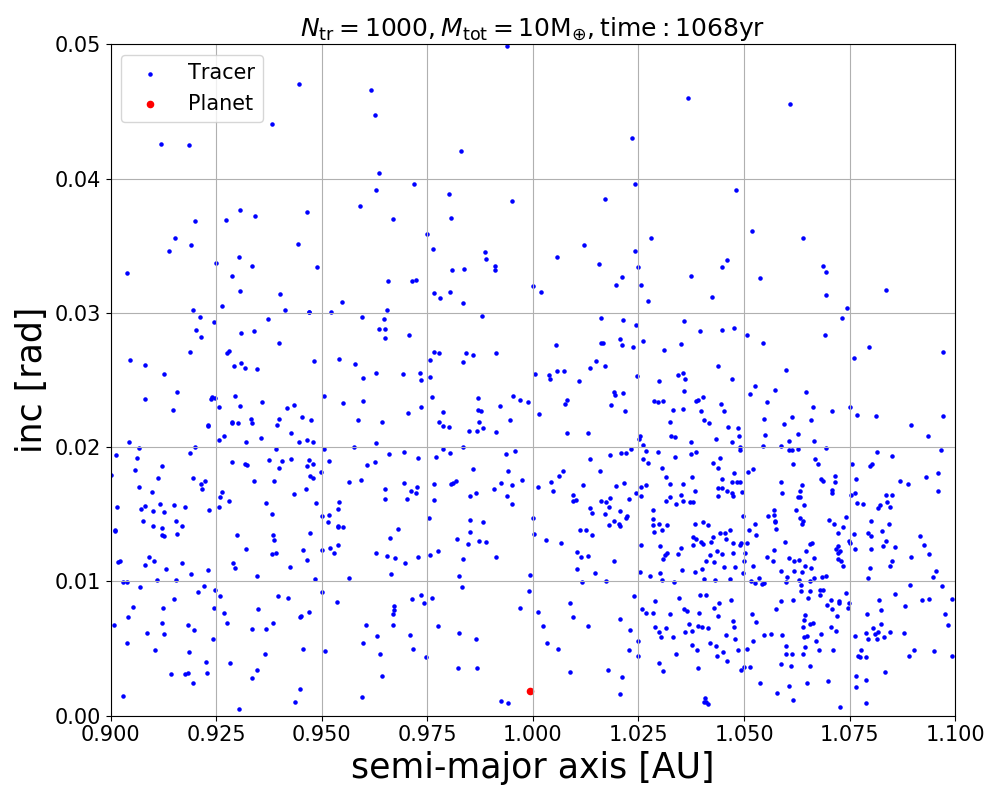 N_tr = 1000, M_tot = 10M_⊕, time : 1068yr
0.05
Tracer
Planet
0.04
0.03
inc [rad]
0.02
0.01
0.00
0.900 0.925 0.950 0.975 1.000 1.025 1.050 1.075 1.100
semi-major axis [AU]